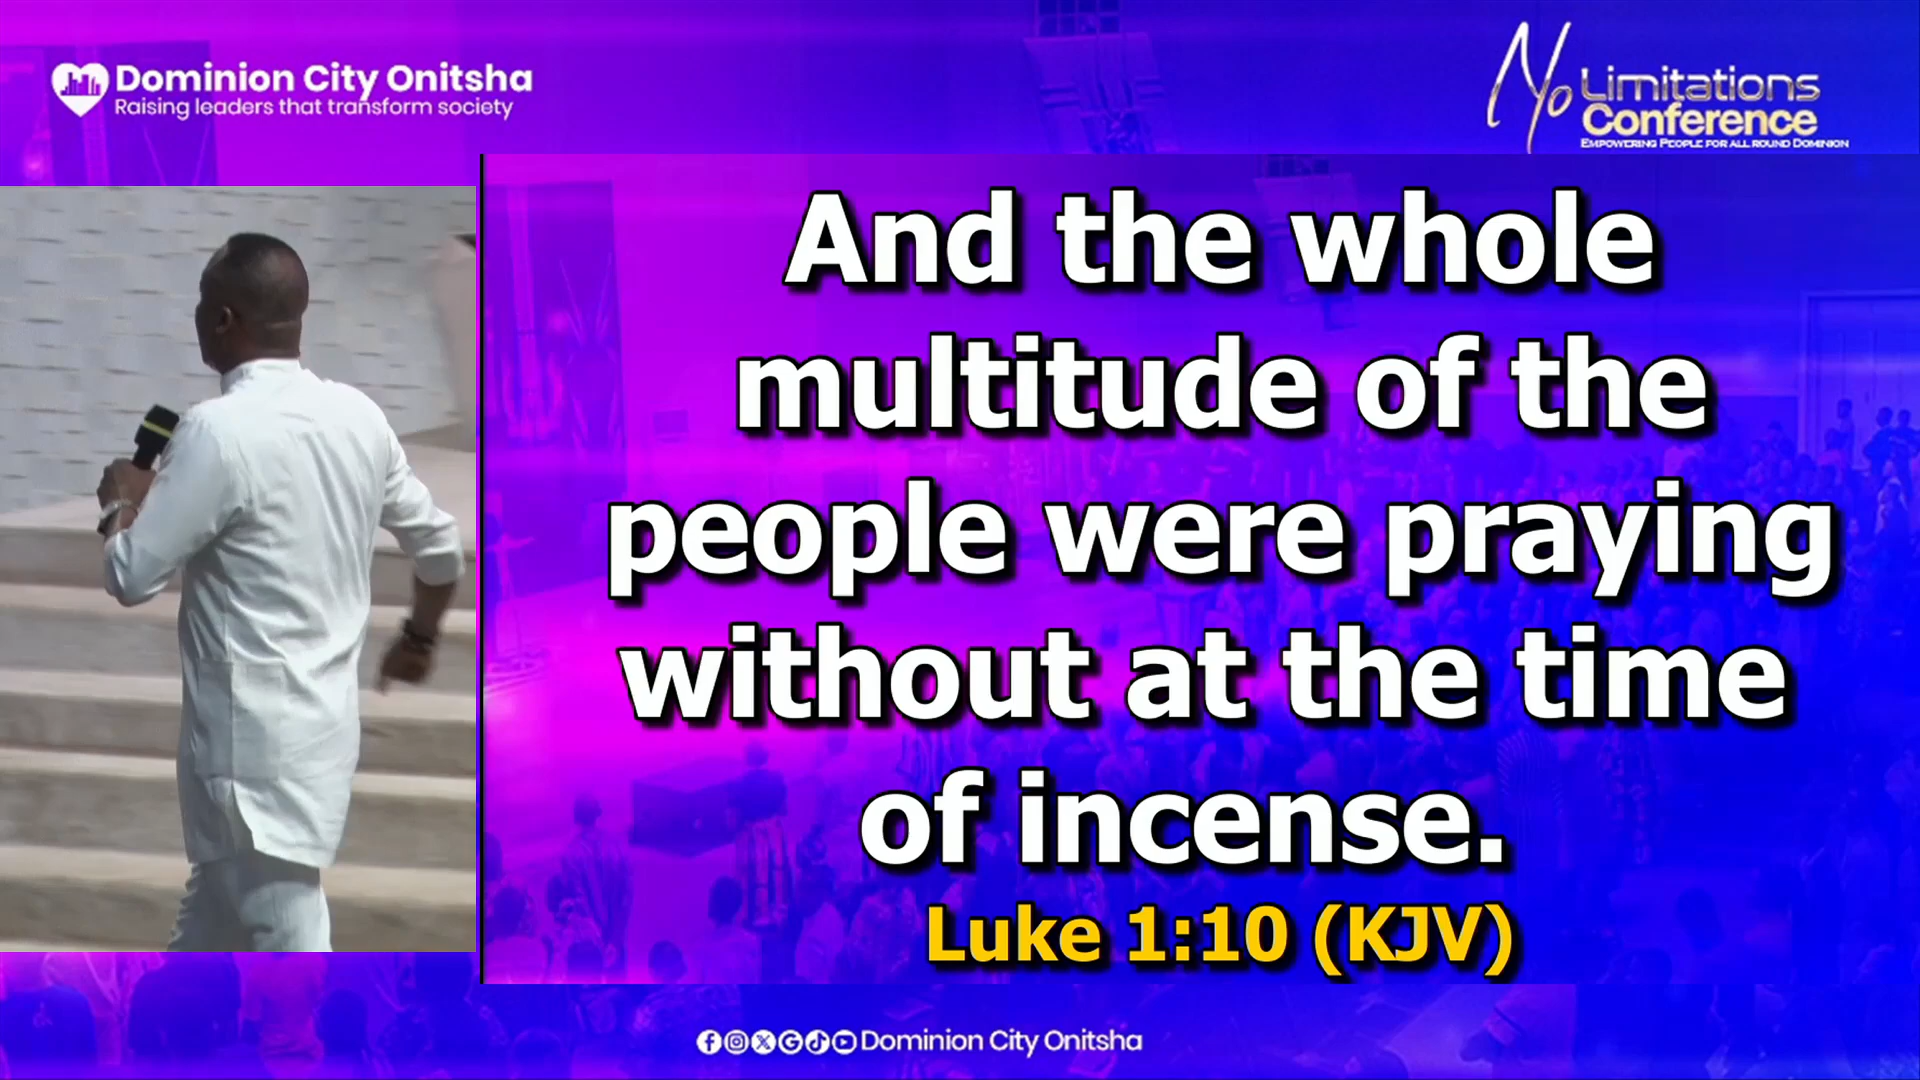 Dominion City Onitsha
Raising leaders that transform society
No Limitations
Conference
EMPOWERING PEOPLE FOR ALL ROUND DOMINION
And the whole
multitude of the
people were praying
without at the time
of incense.
Luke 1:10 (KJV)
Dominion City Onitsha